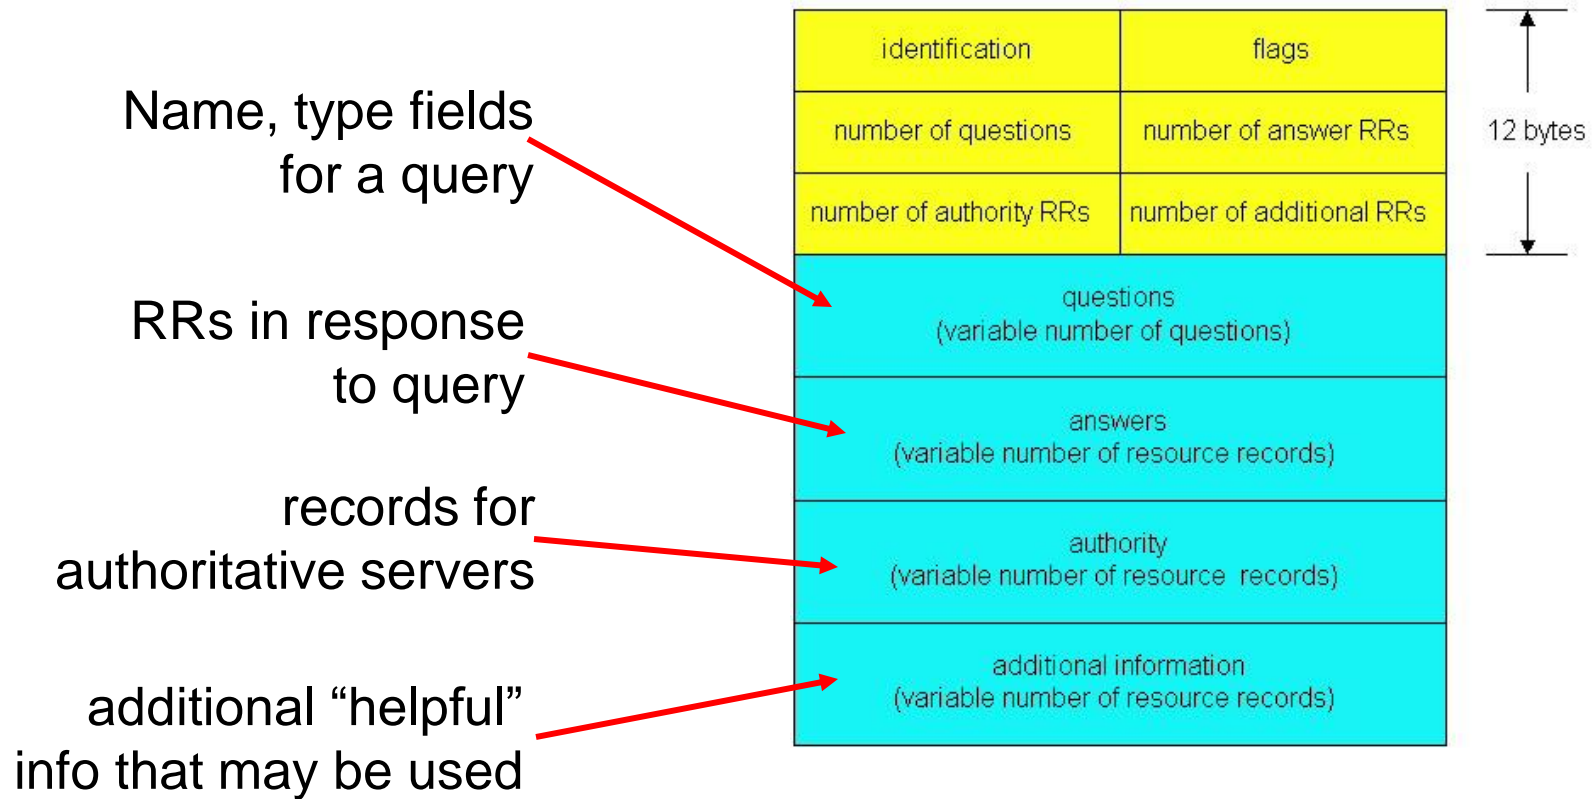 Name, type fields
for a query
RRs in response
to query
records for
authoritative servers
additional “helpful”
info that may be used
identification
flags
number of questions
number of answer RRs
number of authority RRs
number of additional RRs
12 bytes
questions
(variable number of questions)
answers
(variable number of resource records)
authority
(variable number of resource records)
additional information
(variable number of resource records)